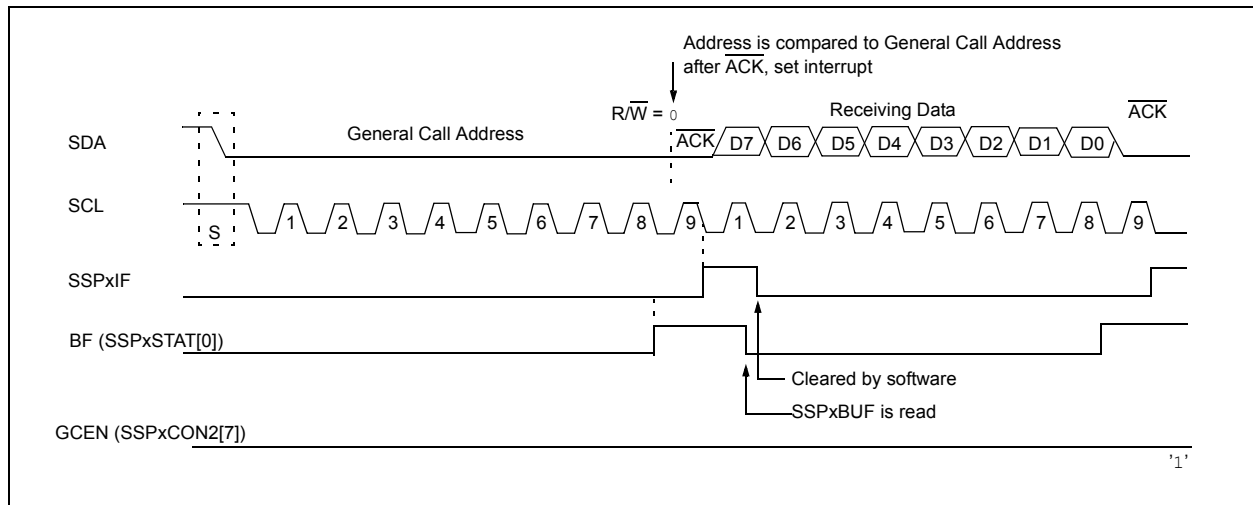 Address is compared to General Call Address
after ACK, set interrupt
R/W = 0
Receiving Data
ACK
General Call Address
SDA
ACK D7 D6 D5 D4 D3 D2 D1 D0
SCL
S
1 2 3 4 5 6 7 8 9 1 2 3 4 5 6 7 8 9
SSPxIF
BF (SSPxSTAT[0])
Cleared by software
SSPxBUF is read
GCEN (SSPxCON2[7])
'1'